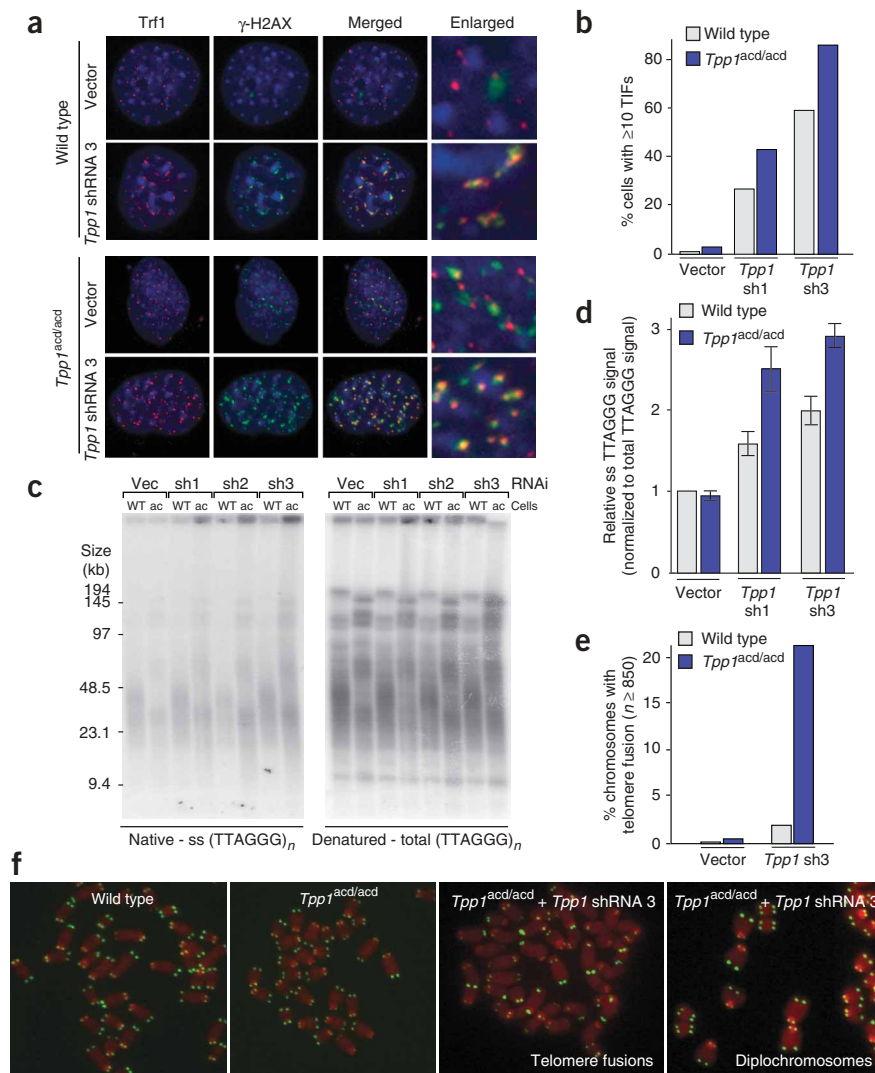 a
Trf1 γ-H2AX Merged Enlarged
Wild type
Vector
Tpp1 shRNA 3
Tpp1acd/acd
Vector
Tpp1 shRNA 3
b
Wild type
Tpp1acd/acd
% cells with ≥10 TIFs
80
60
40
20
0
Vector Tpp1 Tpp1
sh1 sh3
c
Vec sh1 sh2 sh3 Vec sh1 sh2 sh3 RNAi
WT ac WT ac WT ac WT ac WT ac WT ac WT ac WT ac Cells
Size
(kb)
194
145
97
48.5
23.1
9.4
Native - ss (TTAGGG)n Denatured - total (TTAGGG)n
d
Wild type
Tpp1acd/acd
Relative ss TTAGGG signal
(normalized to total TTAGGG signal)
3
2
1
0
Vector Tpp1 Tpp1
sh1 sh3
e
Wild type
Tpp1acd/acd
% chromosomes with
telomere fusion (n ≥ 850)
20
15
10
5
0
Vector Tpp1 sh3
f
Wild type Tpp1acd/acd Tpp1acd/acd + Tpp1 shRNA 3 Tpp1acd/acd + Tpp1 shRNA 3
Telomere fusions Diplochromosomes